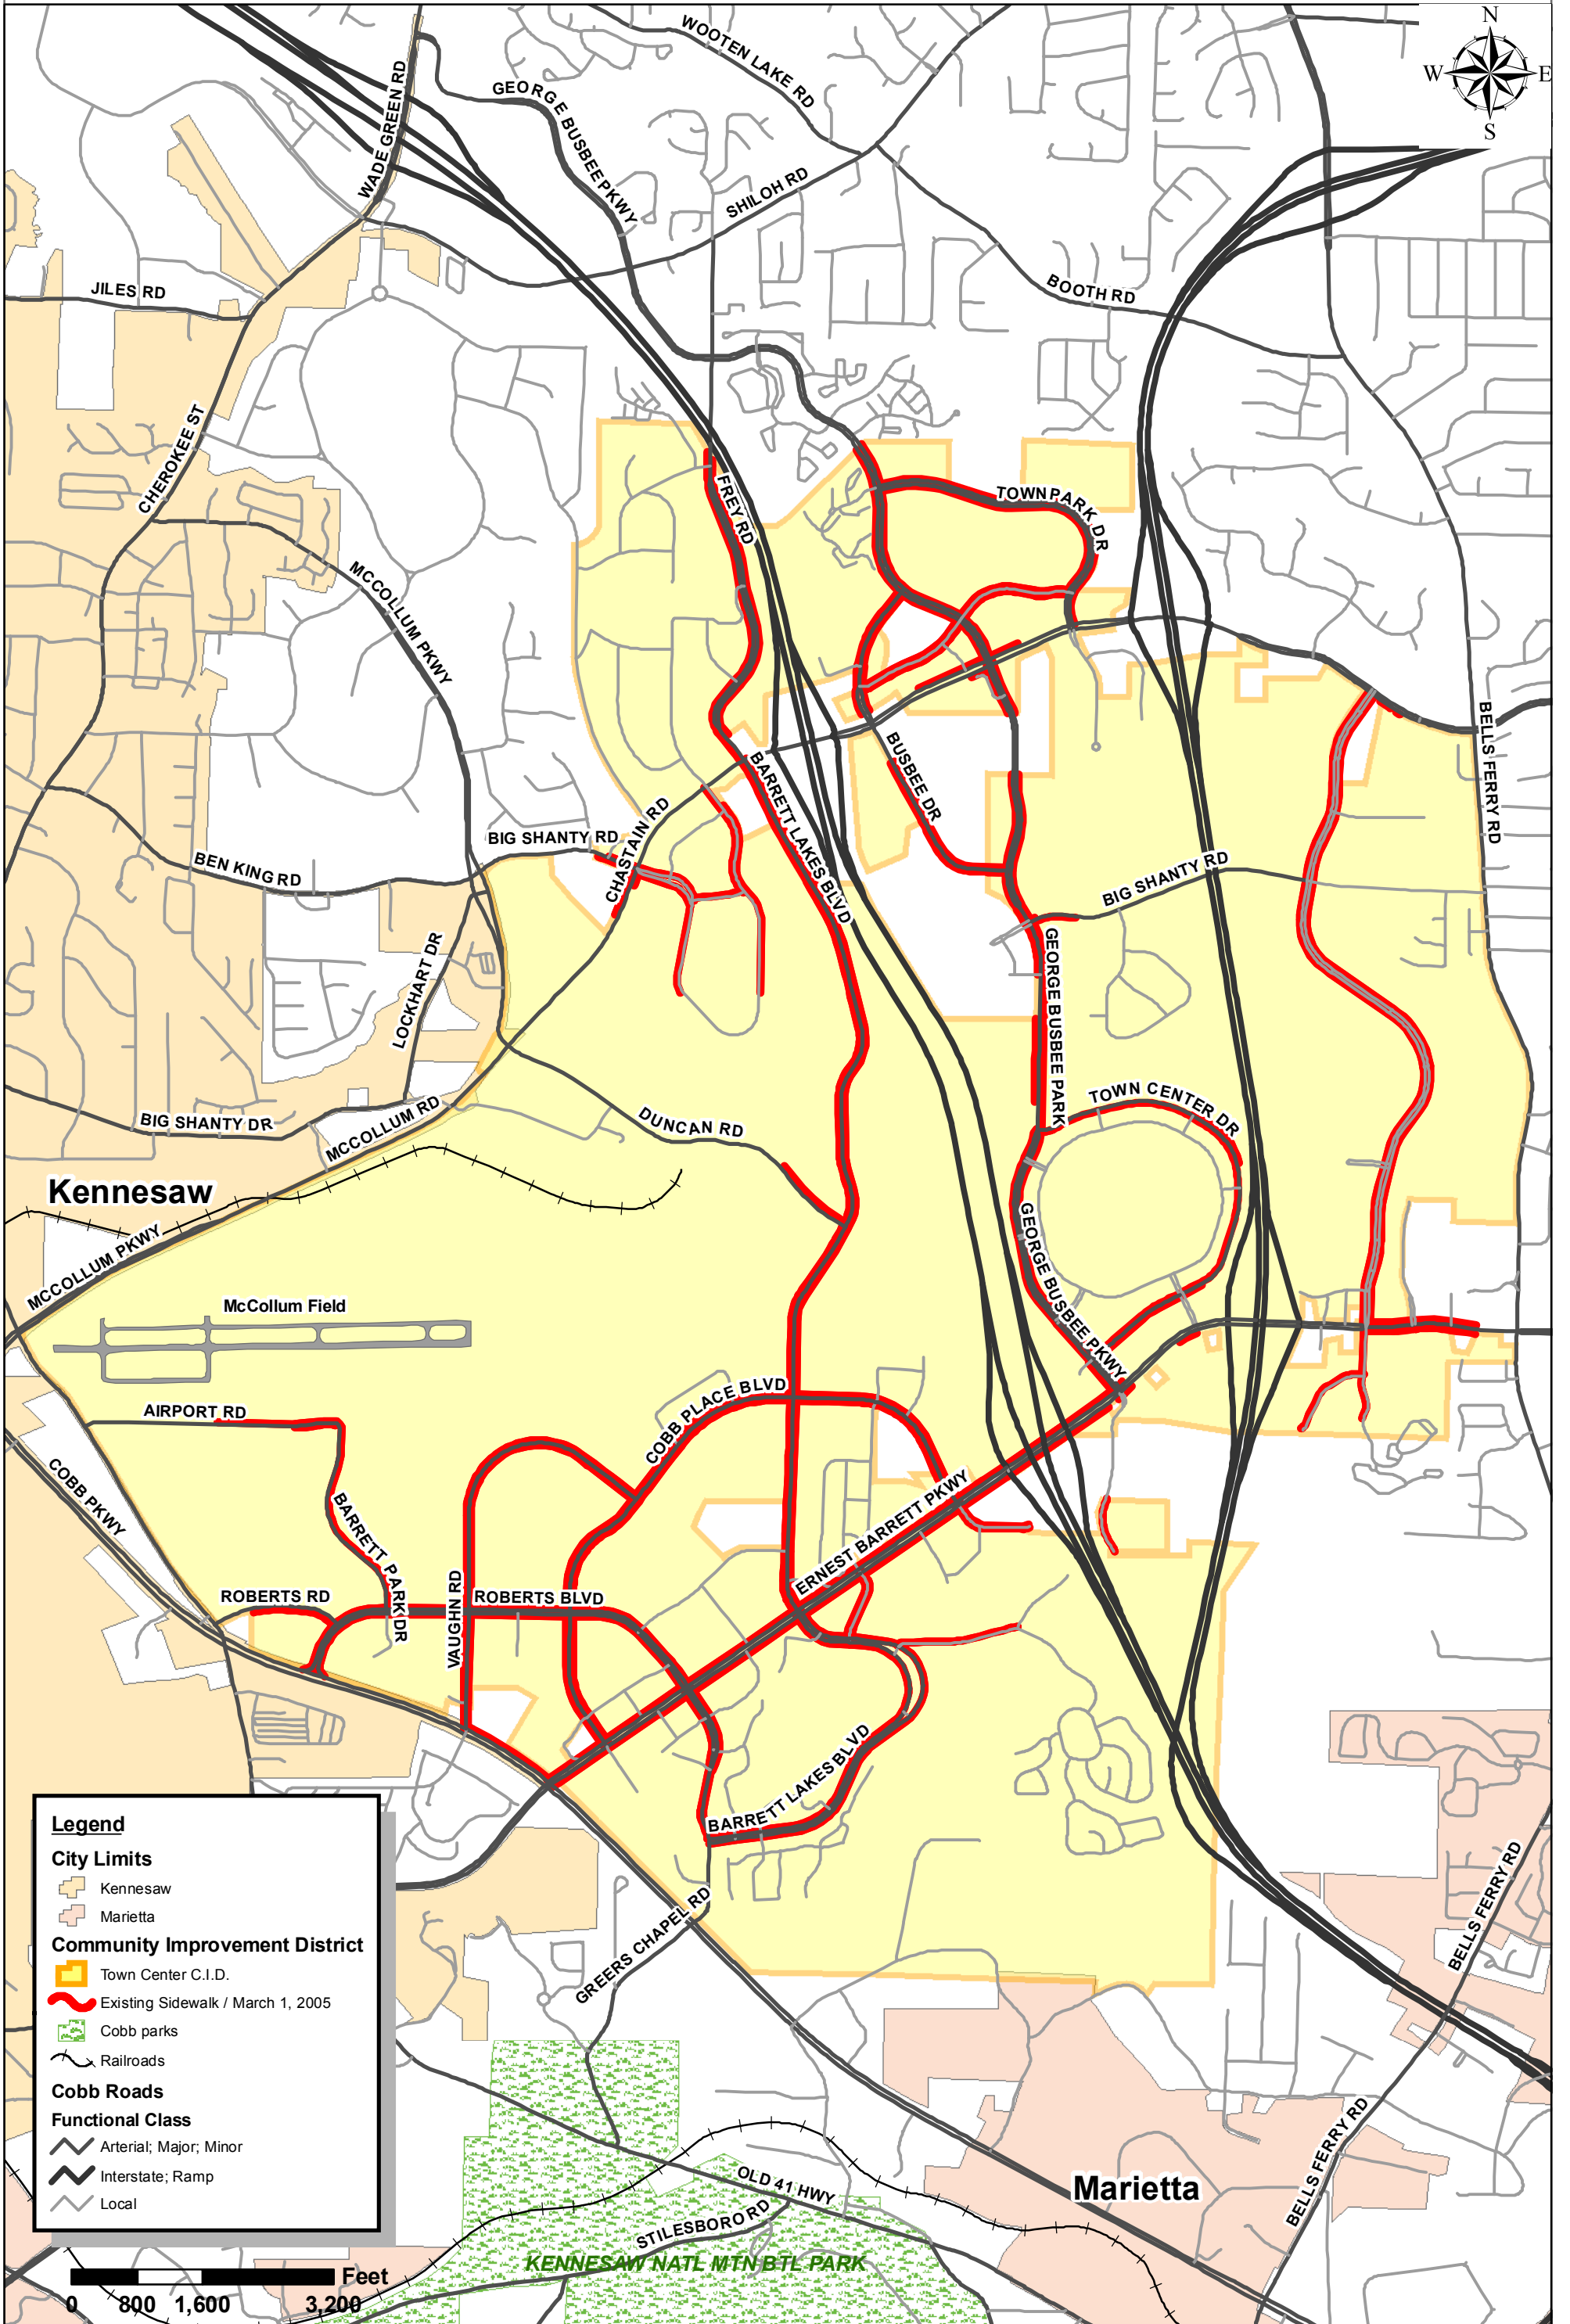 N
W E
S
WOOTEN LAKE RD
WADE GREEN RD
GEORGE BUSBEE PKWY
SHILOH RD
JILES RD
BOOTH RD
CHEROKEE ST
FREY RD
TOWN PARK DR
MCCOLLUM PKWY
BELLS FERRY RD
BUSBEE DR
BARRETT LAKES BLVD
BIG SHANTY RD
CHASTAIN RD
BEN KING RD
BIG SHANTY RD
LOCKHART DR
GEORGE BUSBEE PARK
TOWN CENTER DR
BIG SHANTY DR
MCCOLLUM RD
DUNCAN RD
Kennesaw
MCCOLLUM PKWY
GEORGE BUSBEE PKWY
McCollum Field
COBB PLACE BLVD
AIRPORT RD
COBB PKWY
BARRETT PARK DR
ERNEST BARRETT PKWY
ROBERTS RD
VAUGHN RD
ROBERTS BLVD
BARRETT LAKES BLVD
GREERS CHAPEL RD
BELLS FERRY RD
Legend
City Limits
Kennesaw
Marietta
Community Improvement District
Town Center C.I.D.
Existing Sidewalk / March 1, 2005
Cobb parks
Railroads
Cobb Roads
Functional Class
Arterial; Major; Minor
Interstate; Ramp
Local
BELLS FERRY RD
Marietta
OLD 41 HWY
STILESBORO RD
KENNESAW NATL MTN BTL PARK
Feet
0 800 1,600 3,200